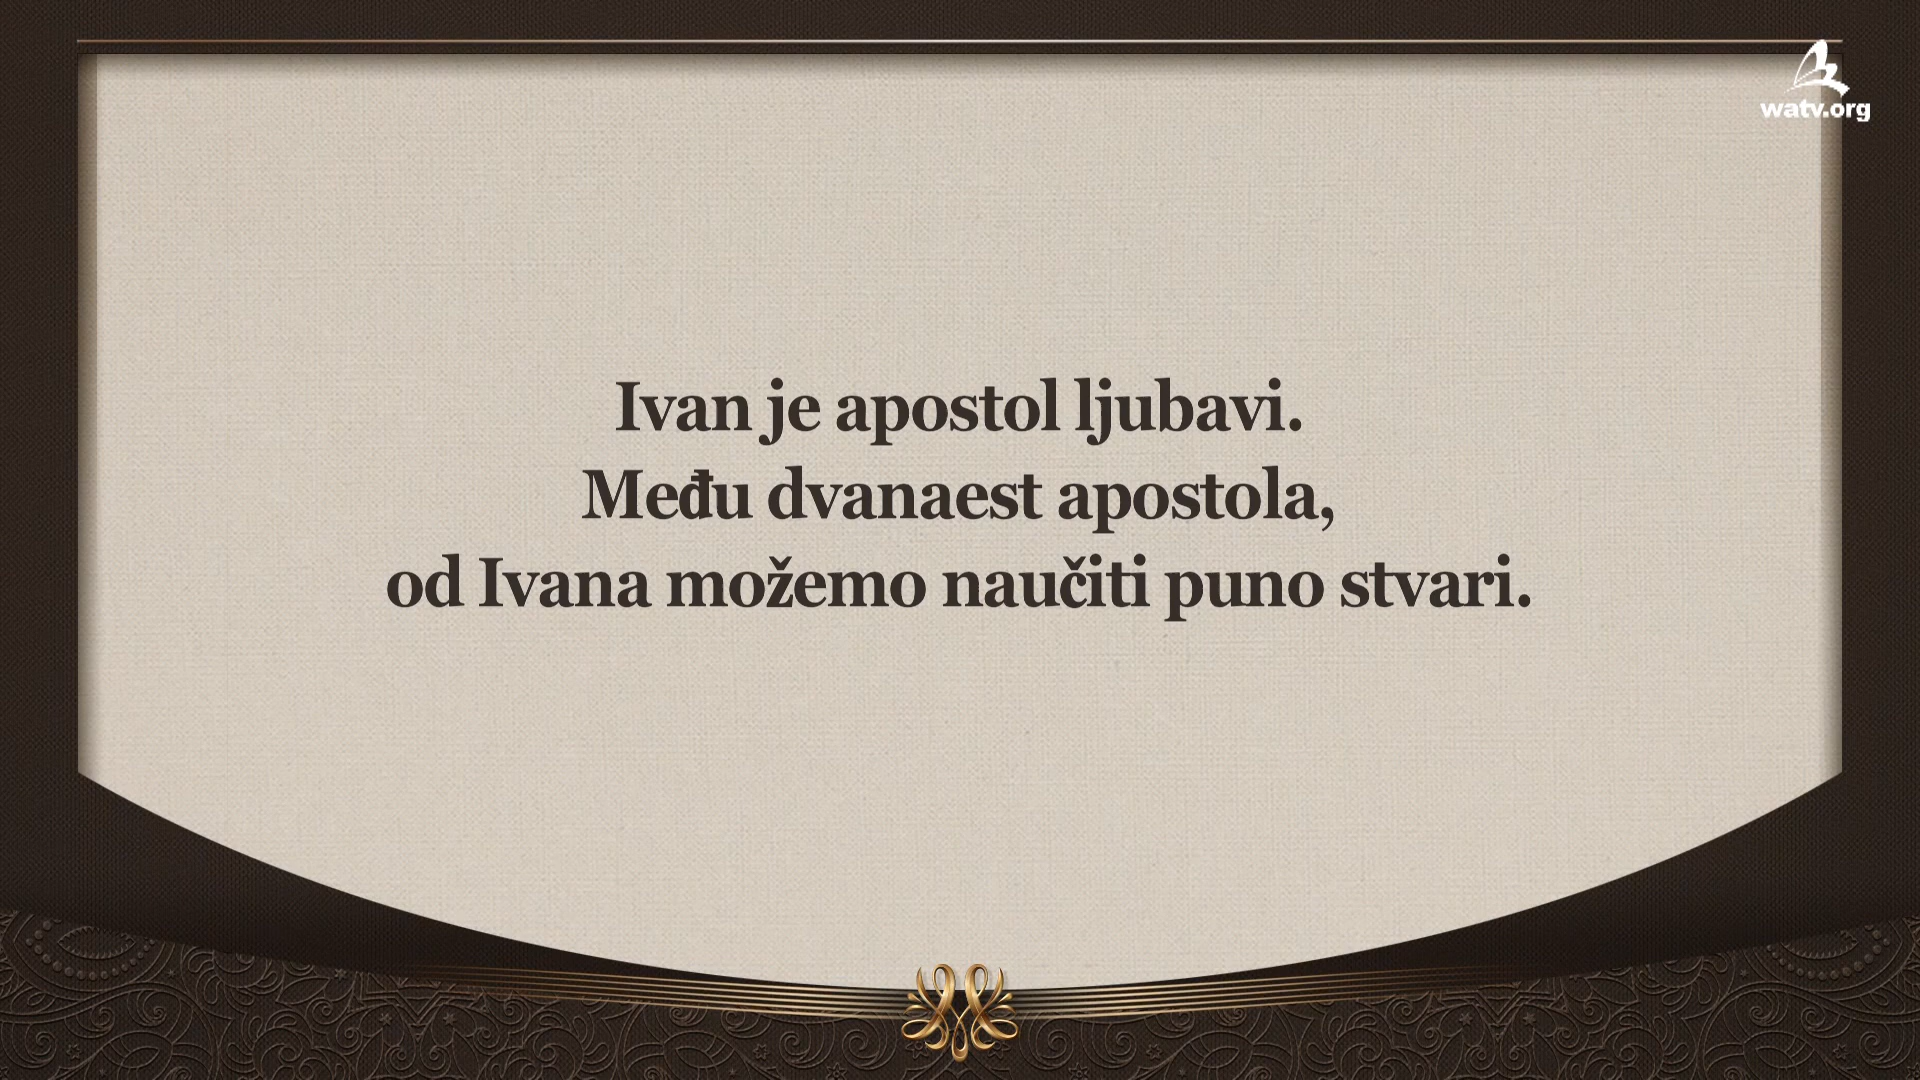 watv.org
Ivan je apostol ljubavi.
Među dvanaest apostola,
od Ivana možemo naučiti puno stvari.